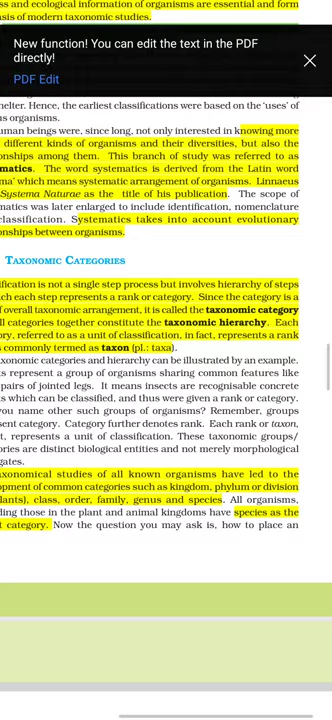 ss and ecological information of organisms are essential and form
asis of modern taxonomic studies.
New function! You can edit the text in the PDF
directly!
PDF Edit
helter. Hence, the earliest classifications were based on the 'uses' of
us organisms.
uman beings were, since long, not only interested in knowing more
different kinds of organisms and their diversities, but also the
onships among them. This branch of study was referred to as
matics. The word systematics is derived from the Latin word
ma' which means systematic arrangement of organisms. Linnaeus
Systema Naturae as the title of his publication. The scope of
matics was later enlarged to include identification, nomenclature
classification. Systematics takes into account evolutionary
onships between organisms.
TAXONOMIC CATEGORIES
ification is not a single step process but involves hierarchy of steps
ich each step represents a rank or category. Since the category is a
f overall taxonomic arrangement, it is called the taxonomic category
ll categories together constitute the taxonomic hierarchy. Each
ory, referred to as a unit of classification, in fact, represents a rank
s commonly termed as taxon (pl.: taxa).
axonomic categories and hierarchy can be illustrated by an example.
ts represent a group of organisms sharing common features like
pairs of jointed legs. It means insects are recognisable concrete
ts which can be classified, and thus were given a rank or category.
you name other such groups of organisms? Remember, groups
sent category. Category further denotes rank. Each rank or taxon,
t, represents a unit of classification. These taxonomic groups/
ories are distinct biological entities and not merely morphological
gates.
axonomical studies of all known organisms have led to the
opment of common categories such as kingdom, phylum or division
lants), class, order, family, genus and species. All organisms,
ding those in the plant and animal kingdoms have species as the
t category. Now the question you may ask is, how to place an